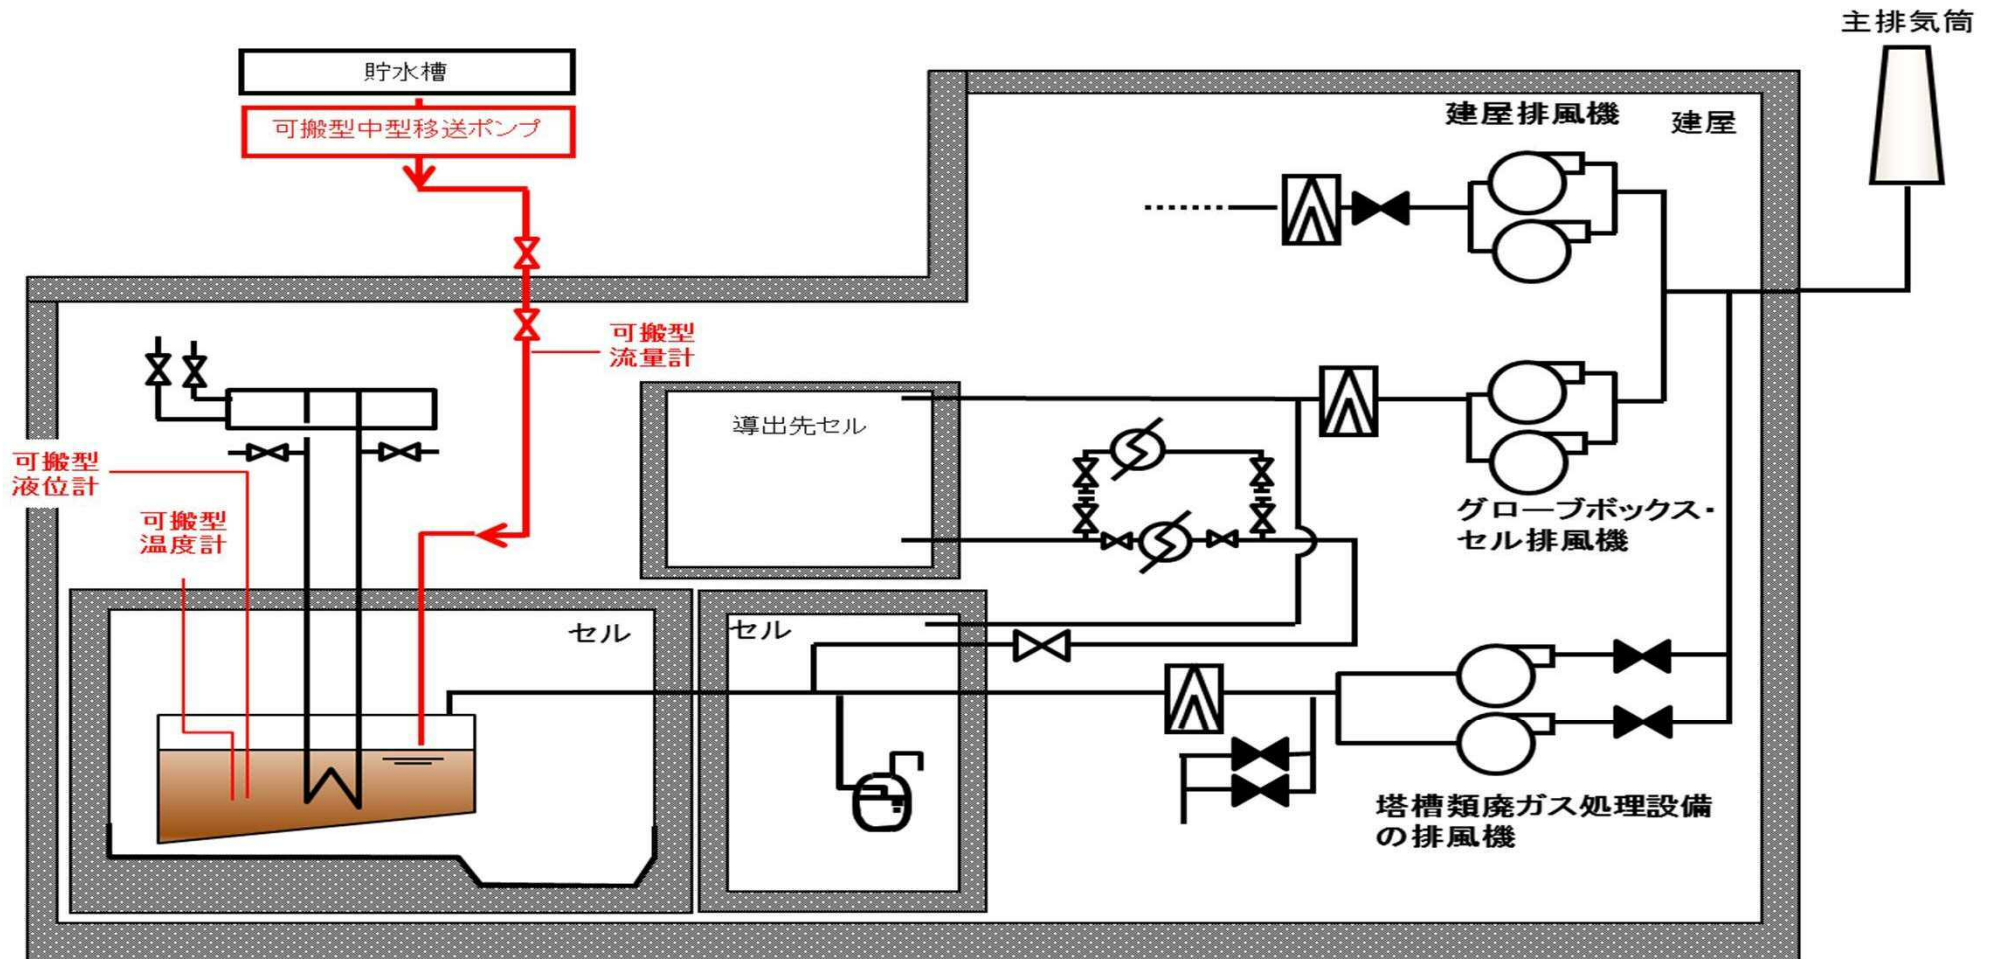 主排気筒
貯水槽
可搬型中型移送ポンプ
建屋排風機
建屋
可搬型
流量計
導出先セル
可搬型
液位計
可搬型
温度計
グローブボックス・
セル排風機
セル
セル
塔槽類廃ガス処理設備
の排風機